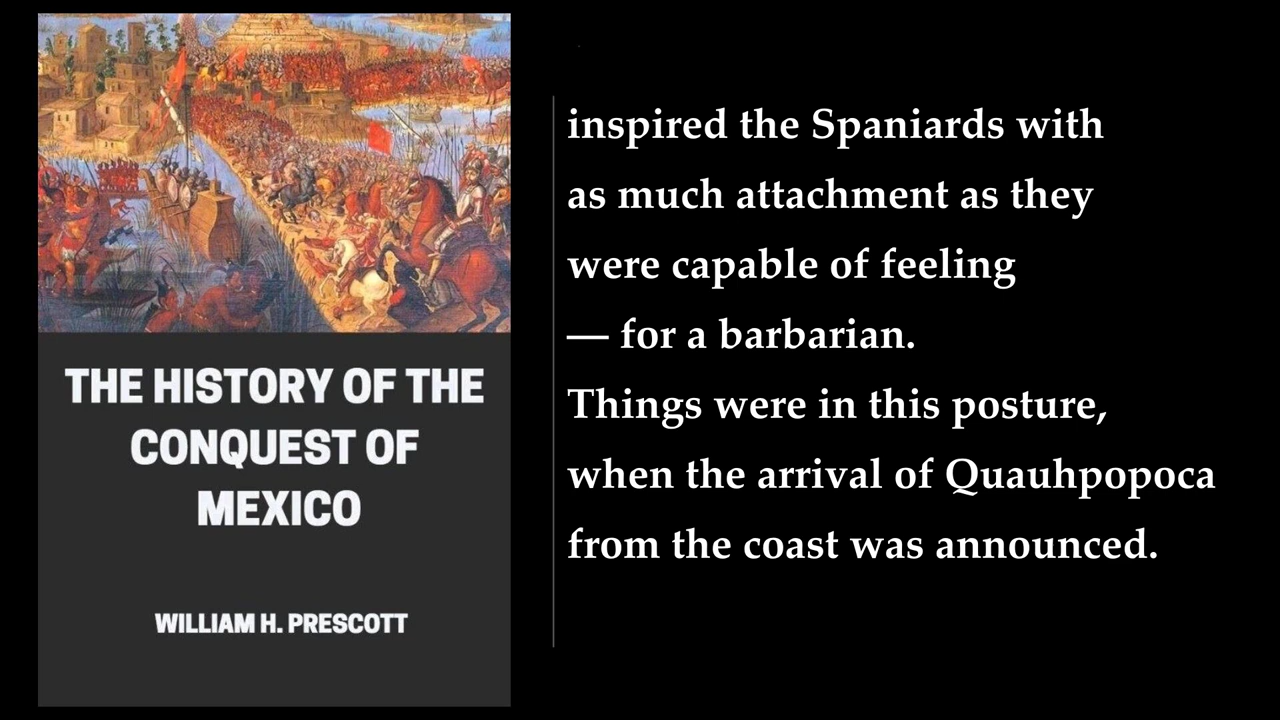 THE HISTORY OF THE
CONQUEST OF
MEXICO
WILLIAM H. PRESCOTT
inspired the Spaniards with
as much attachment as they
were capable of feeling
— for a barbarian.
Things were in this posture,
when the arrival of Quauhpopoca
from the coast was announced.